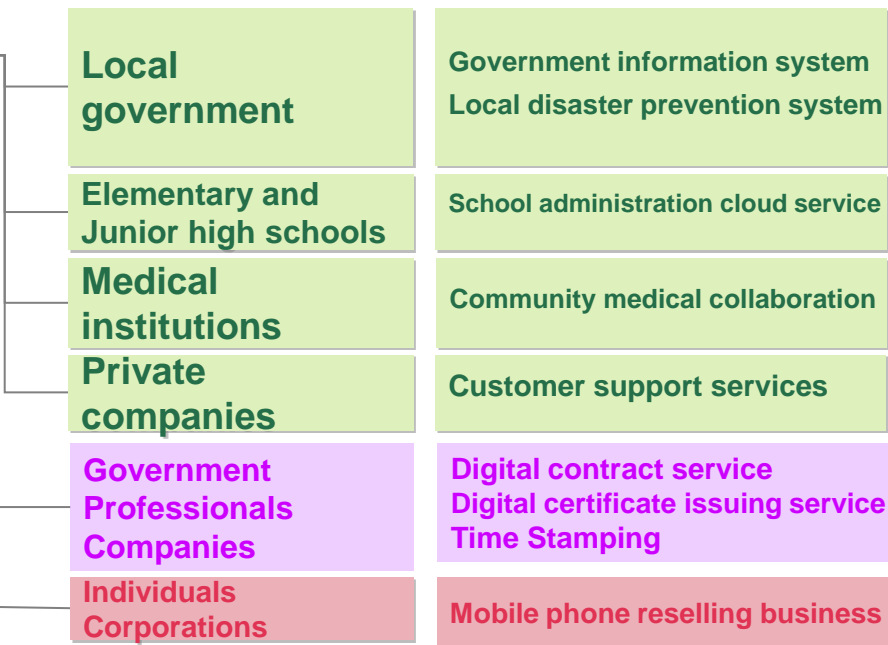 Local
government
Government information system
Local disaster prevention system
Elementary and
Junior high schools
School administration cloud service
Medical
institutions
Community medical collaboration
Private
companies
Customer support services
Government
Professionals
Companies
Digital contract service
Digital certificate issuing service
Time Stamping
Individuals
Corporations
Mobile phone reselling business